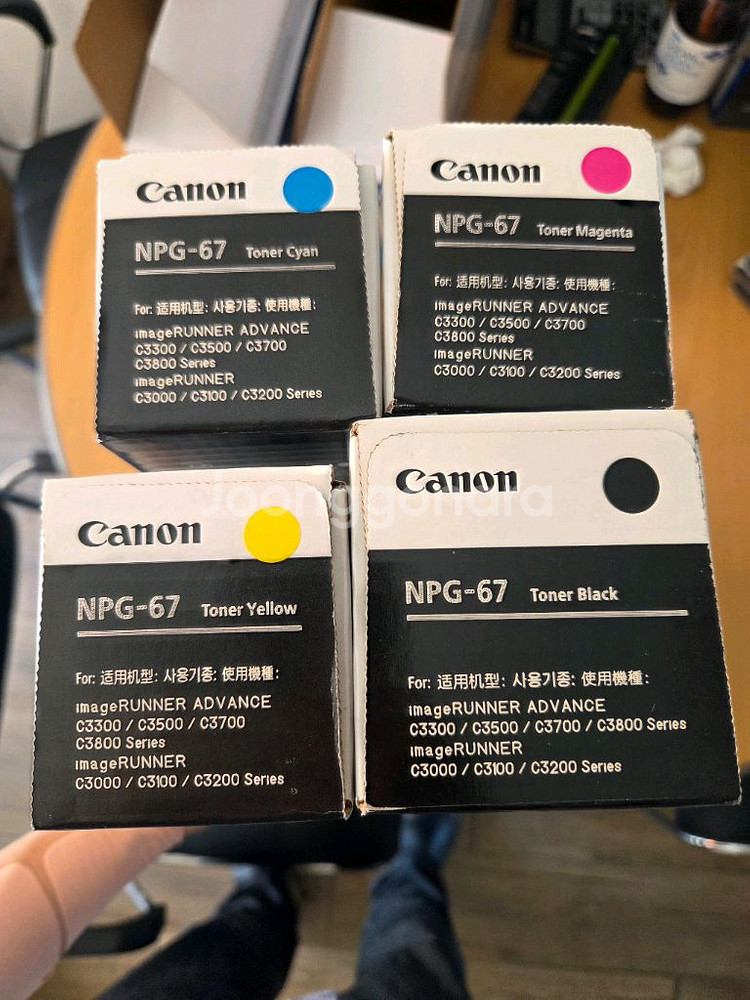 Canon
NPG-67 Toner Cyan
For: 适用机型: 사용기종: 使用機種:
imageRUNNER ADVANCE
C3300 / C3500 / C3700
C3800 Series
imageRUNNER
C3000 / C3100 / C3200 Series
Canon
NPG-67 Toner Magenta
For: 适用机型: 사용기종: 使用機種:
imageRUNNER ADVANCE
C3300 / C3500 / C3700
C3800 Series
imageRUNNER
C3000 / C3100 / C3200 Series
Canon
NPG-67 Toner Yellow
For: 适用机型: 사용기종: 使用機種:
imageRUNNER ADVANCE
C3300 / C3500 / C3700
C3800 Series
imageRUNNER
C3000 / C3100 / C3200 Series
Canon
NPG-67 Toner Black
For: 适用机型: 사용기종: 使用機種:
imageRUNNER ADVANCE
C3300 / C3500 / C3700 / C3800 Series
imageRUNNER
C3000 / C3100 / C3200 Series
Joonggonara